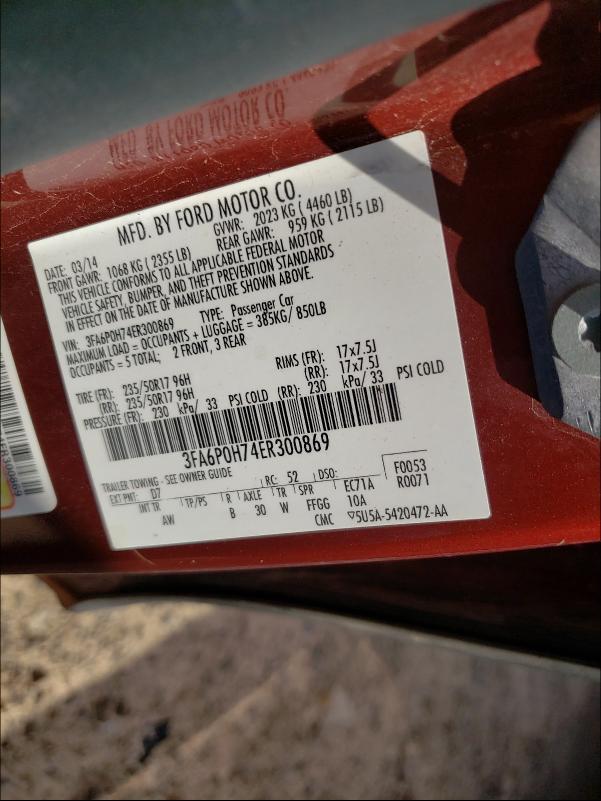 MFD. BY FORD MOTOR CO.
DATE: 03/14 GVWR: 2023 KG ( 4460 LB)
FRONT GAWR: 1068 KG (2355 LB) REAR GAWR: 959 KG ( 2115 LB)
THIS VEHICLE CONFORMS TO ALL APPLICABLE FEDERAL MOTOR
VEHICLE SAFETY, BUMPER, AND THEFT PREVENTION STANDARDS
IN EFFECT ON THE DATE OF MANUFACTURE SHOWN ABOVE.
VIN: 3FA6P0H74ER300869 TYPE: Passenger Car
MAXIMUM LOAD = OCCUPANTS + LUGGAGE = 385KG/ 850LB
OCCUPANTS = 5 TOTAL; 2 FRONT, 3 REAR
TIRE (FR): 235/50R17 96H RIMS (FR): 17x7.5J
(RR): 235/50R17 96H (RR): 17x7.5J
PRESSURE (FR): 230 kPa/ 33 PSI COLD (RR): 230 kPa/ 33 PSI COLD
3FA6P0H74ER300869
TRAILER TOWING - SEE OWNER GUIDE
EXT PNT: D7 RC: 52 DSO: F0053
INT TR TP/PS R AXLE TR SPR EC71A R0071
AW B 30 W FFGG 10A
CMC ▽5U5A-5420472-AA
ER300869